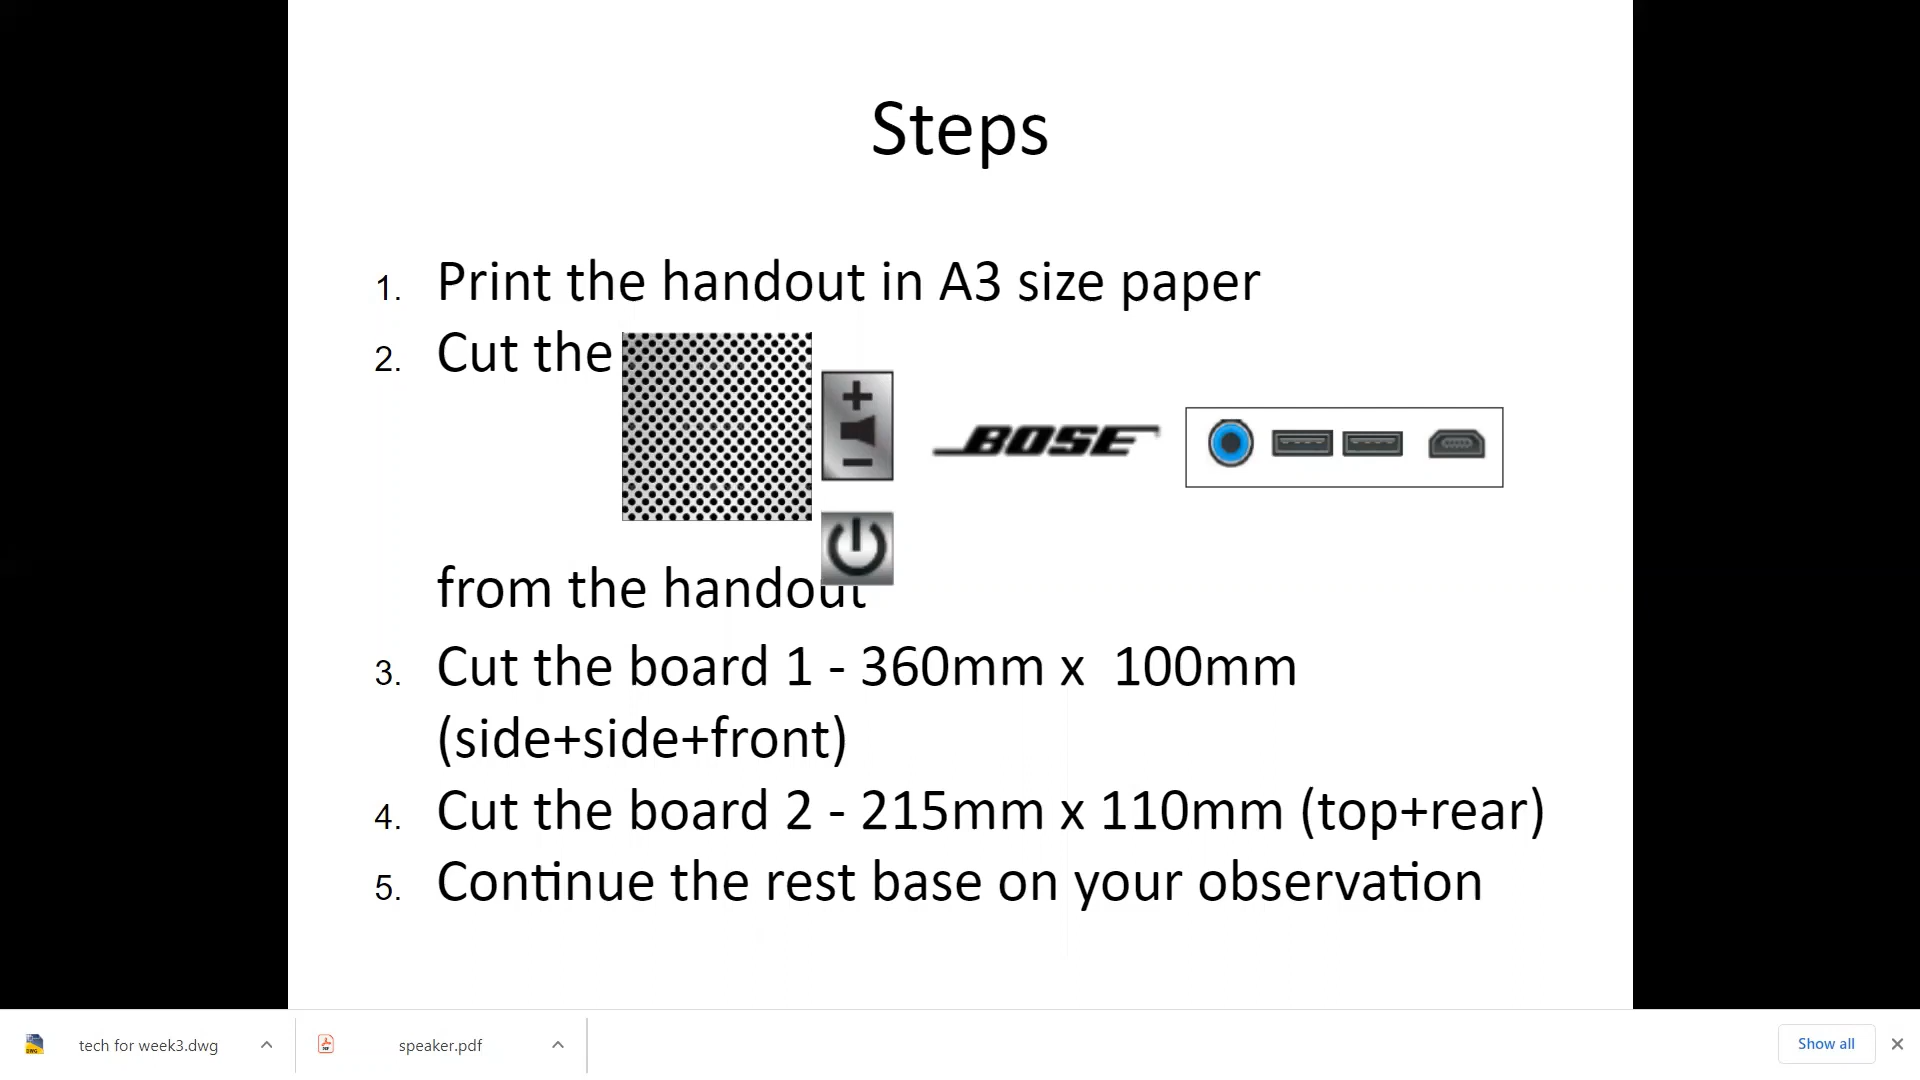 Steps
1. Print the handout in A3 size paper
2. Cut the
BOSE
from the handout
3. Cut the board 1 - 360mm x 100mm
(side+side+front)
4. Cut the board 2 - 215mm x 110mm (top+rear)
5. Continue the rest base on your observation
tech for week3.dwg
speaker.pdf
Show all